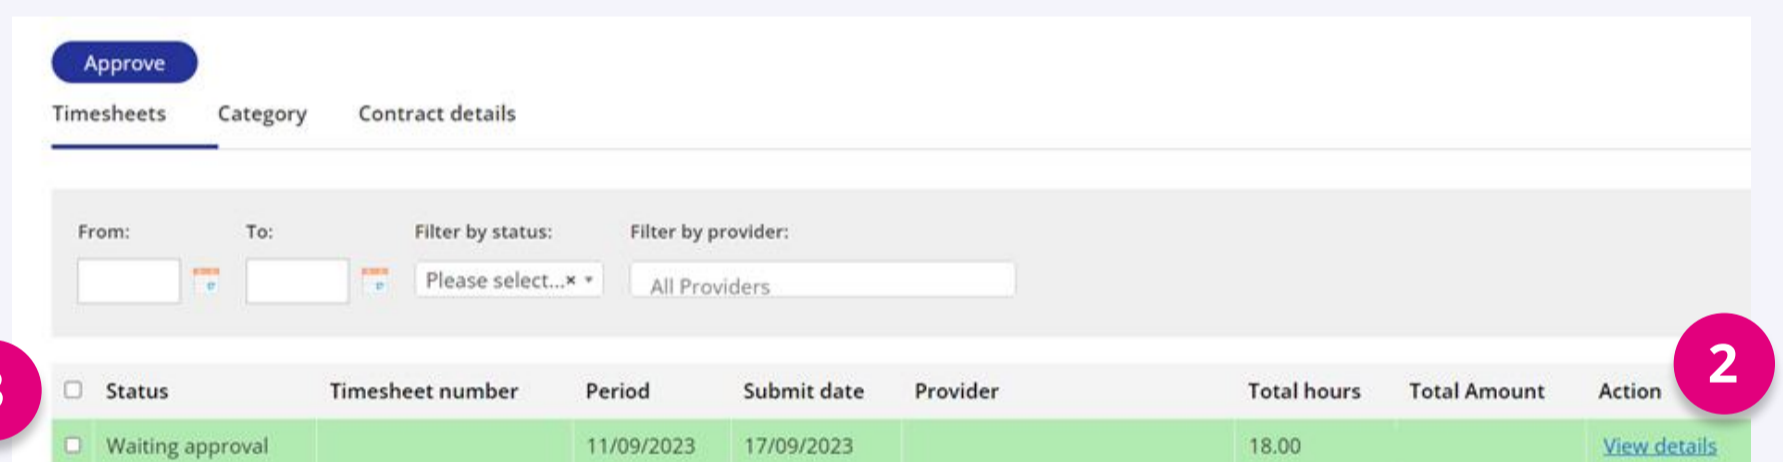 Approve
Timesheets Category Contract details
From: To: Filter by status: Filter by provider:
Please select...× All Providers
2
Status Timesheet number Period Submit date Provider Total hours Total Amount Action
Waiting approval 11/09/2023 17/09/2023 18.00 View details